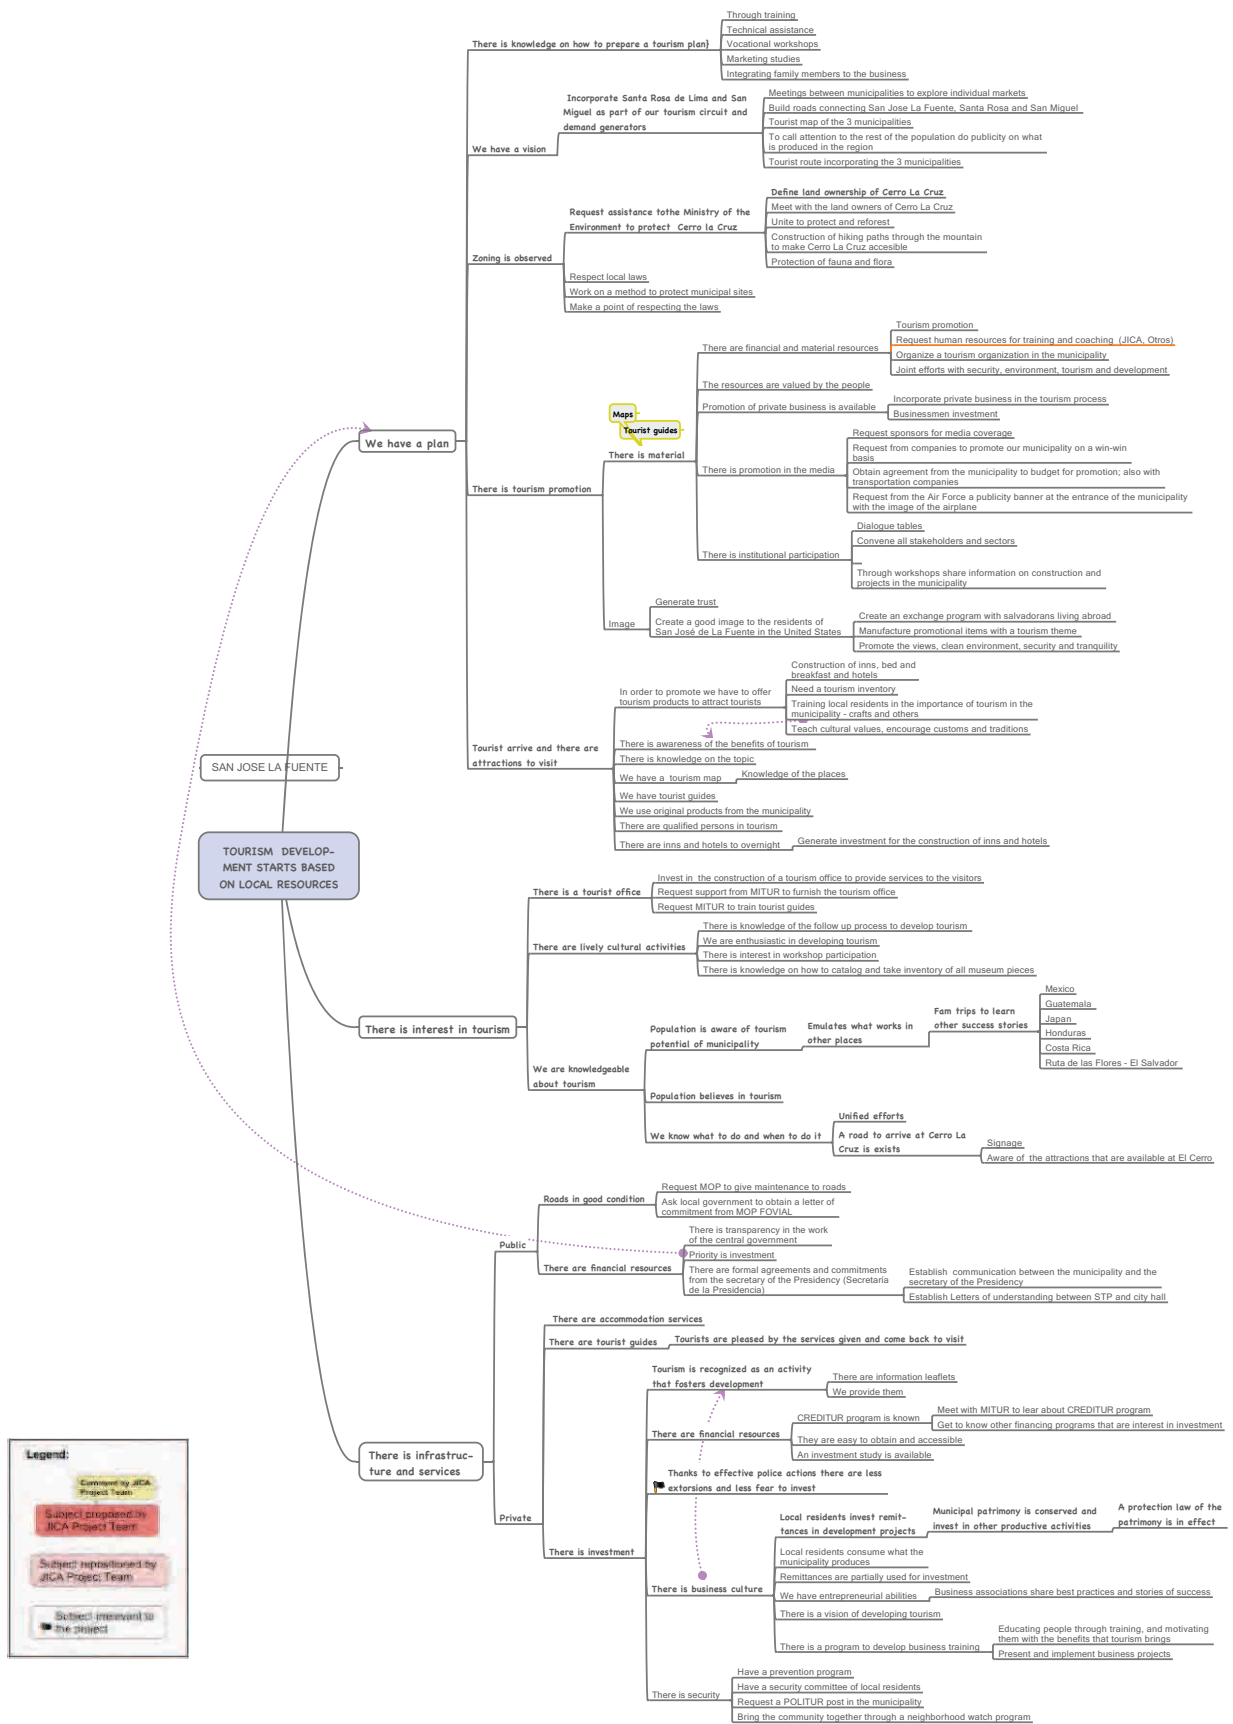 Through training
Technical assistance
There is knowledge on how to prepare a tourism plan}
Vocational workshops
Marketing studies
Integrating family members to the business
Incorporate Santa Rosa de Lima and San
Miguel as part of our tourism circuit and
demand generators
Meetings between municipalities to explore individual markets
Build roads connecting San Jose La Fuente, Santa Rosa and San Miguel
Tourist map of the 3 municipalities
To call attention to the rest of the population do publicity on what
is produced in the region
We have a vision
Tourist route incorporating the 3 municipalities
Request assistance tothe Ministry of the
Environment to protect Cerro la Cruz
Define land ownership of Cerro La Cruz
Meet with the land owners of Cerro La Cruz
Unite to protect and reforest
Construction of hiking paths through the mountain
to make Cerro La Cruz accesible
Protection of fauna and flora
Zoning is observed
Respect local laws
Work on a method to protect municipal sites
Make a point of respecting the laws
Tourism promotion
There are financial and material resources
Request human resources for training and coaching (JICA, Otros)
Organize a tourism organization in the municipality
Joint efforts with security, environment, tourism and development
The resources are valued by the people
Promotion of private business is available
Incorporate private business in the tourism process
Businessmen investment
Maps
Tourist guides
We have a plan
There is material
Request sponsors for media coverage
Request from companies to promote our municipality on a win-win
basis
There is promotion in the media
Obtain agreement from the municipality to budget for promotion; also with
transportation companies
Request from the Air Force a publicity banner at the entrance of the municipality
with the image of the airplane
There is tourism promotion
Dialogue tables
Convene all stakeholders and sectors
There is institutional participation
Through workshops share information on construction and
projects in the municipality
Generate trust
Image
Create a good image to the residents of
San José de La Fuente in the United States
Create an exchange program with salvadorans living abroad
Manufacture promotional items with a tourism theme
Promote the views, clean environment, security and tranquility
In order to promote we have to offer
tourism products to attract tourists
Construction of inns, bed and
breakfast and hotels
Need a tourism inventory
Training local residents in the importance of tourism in the
municipality - crafts and others
Teach cultural values, encourage customs and traditions
Tourist arrive and there are
attractions to visit
There is awareness of the benefits of tourism
There is knowledge on the topic
We have a tourism map
Knowledge of the places
We have tourist guides
We use original products from the municipality
There are qualified persons in tourism
There are inns and hotels to overnight
Generate investment for the construction of inns and hotels
SAN JOSE LA FUENTE
TOURISM DEVELOP-
MENT STARTS BASED
ON LOCAL RESOURCES
There is a tourist office
Invest in the construction of a tourism office to provide services to the visitors
Request support from MITUR to furnish the tourism office
Request MITUR to train tourist guides
There are lively cultural activities
There is knowledge of the follow up process to develop tourism
We are enthusiastic in developing tourism
There is interest in workshop participation
There is knowledge on how to catalog and take inventory of all museum pieces
There is interest in tourism
We are knowledgeable
about tourism
Population is aware of tourism
potential of municipality
Emulates what works in
other places
Fam trips to learn
other success stories
Mexico
Guatemala
Japan
Honduras
Costa Rica
Ruta de las Flores - El Salvador
Population believes in tourism
We know what to do and when to do it
Unified efforts
A road to arrive at Cerro La
Cruz is exists
Signage
Aware of the attractions that are available at El Cerro
Roads in good condition
Request MOP to give maintenance to roads
Ask local government to obtain a letter of
commitment from MOP FOVIAL
Public
There are financial resources
There is transparency in the work
of the central government
Priority is investment
There are formal agreements and commitments
from the secretary of the Presidency (Secretaría
de la Presidencia)
Establish communication between the municipality and the
secretary of the Presidency
Establish Letters of understanding between STP and city hall
There are accommodation services
There are tourist guides
Tourists are pleased by the services given and come back to visit
Tourism is recognized as an activity
that fosters development
There are information leaflets
We provide them
There are financial resources
CREDITUR program is known
Meet with MITUR to lear about CREDITUR program
Get to know other financing programs that are interest in investment
They are easy to obtain and accessible
An investment study is available
There is infrastruc-
ture and services
Thanks to effective police actions there are less
extorsions and less fear to invest
Private
There is investment
Local residents invest remit-
tances in development projects
Municipal patrimony is conserved and
invest in other productive activities
A protection law of the
patrimony is in effect
Local residents consume what the
municipality produces
Remittances are partially used for investment
There is business culture
We have entrepreneurial abilities
Business associations share best practices and stories of success
There is a vision of developing tourism
There is a program to develop business training
Educating people through training, and motivating
them with the benefits that tourism brings
Present and implement business projects
There is security
Have a prevention program
Have a security committee of local residents
Request a POLITUR post in the municipality
Bring the community together through a neighborhood watch program
Legend:
Comment by JICA
Project Team
Subject proposed by
JICA Project Team
Subject repositioned by
JICA Project Team
Subject irrelevant to
the project